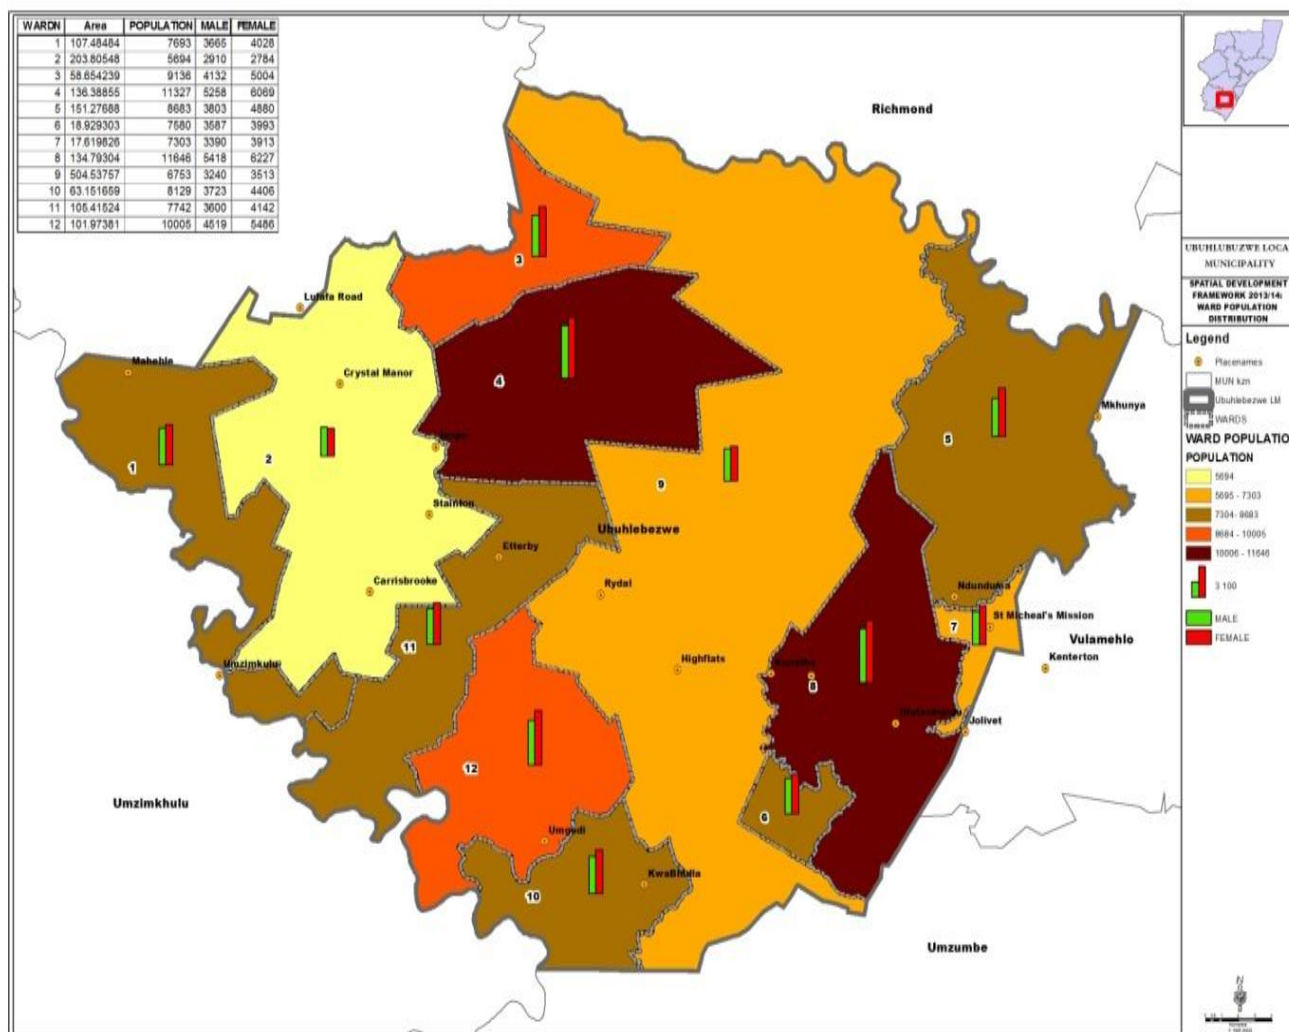 WARDN Area POPULATION MALE FEMALE
1 107.48484 7693 3665 4028
2 203.80548 5694 2910 2784
3 58.654239 9136 4132 5004
4 136.38855 11327 5258 6069
5 151.27688 8683 3803 4880
6 18.929303 7580 3587 3993
7 17.619826 7303 3390 3913
8 134.79304 11646 5418 6227
9 504.53757 6753 3240 3513
10 63.151659 8129 3723 4406
11 105.41524 7742 3600 4142
12 101.97381 10005 4519 5486
Richmond
3
Lufafa Road
Mahehle
Crystal Manor
4
Mkhunya
1
2
5
9
Stainton
Ubuhlebezwe
Etterby
Carrisbrooke
Rydal
Ndunduma
St Micheal's Mission
7
Vulamehlo
11
Umzimkulu
Highflats
Kenterton
8
Jolivet
12
Umzimkhulu
6
Umgodi
KwaBhidla
10
Umzumbe
UBUHLUBUZWE LOCA
MUNICIPALITY
SPATIAL DEVELOPMENT
FRAMEWORK 2013/14:
WARD POPULATION
DISTRIBUTION
Legend
Placenames
MUN kzn
Ubuhlebezwe LM
WARDS
WARD POPULATIO
POPULATION
5694
5695 - 7303
7304 - 8683
8684 - 10005
10006 - 11646
3 100
MALE
FEMALE
N